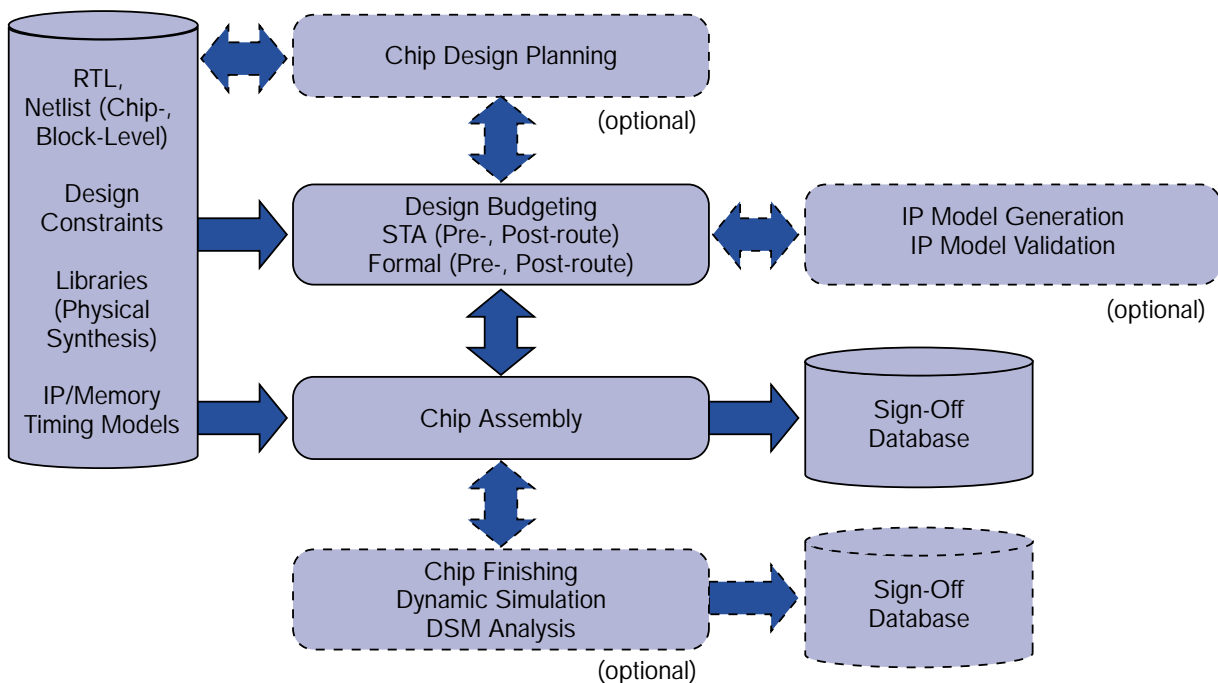 RTL,
Netlist (Chip-,
Block-Level)
Design
Constraints
Libraries
(Physical
Synthesis)
IP/Memory
Timing Models
Chip Design Planning
(optional)
Design Budgeting
STA (Pre-, Post-route)
Formal (Pre-, Post-route)
IP Model Generation
IP Model Validation
(optional)
Chip Assembly
Sign-Off
Database
Chip Finishing
Dynamic Simulation
DSM Analysis
(optional)
Sign-Off
Database